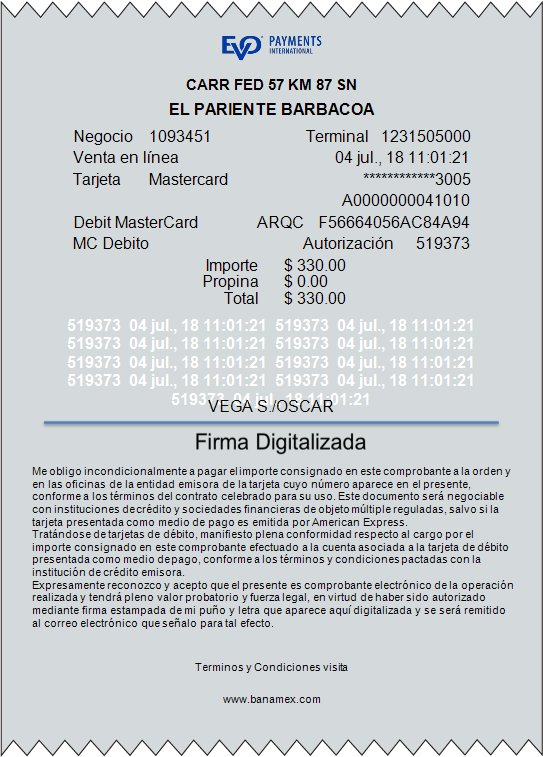 EVO PAYMENTS
INTERNATIONAL
CARR FED 57 KM 87 SN
EL PARIENTE BARBACOA
Negocio 1093451 Terminal 1231505000
Venta en línea 04 jul., 18 11:01:21
Tarjeta Mastercard ************3005
A0000000041010
Debit MasterCard ARQC F56664056AC84A94
MC Debito Autorización 519373
Importe $ 330.00
Propina $ 0.00
Total $ 330.00
519373 04 jul., 18 11:01:21 519373 04 jul., 18 11:01:21
519373 04 jul., 18 11:01:21 519373 04 jul., 18 11:01:21
519373 04 jul., 18 11:01:21 519373 04 jul., 18 11:01:21
519373 04 jul., 18 11:01:21 519373 04 jul., 18 11:01:21
519373 04 jul., 18 11:01:21
VEGA S./OSCAR
Firma Digitalizada
Me obligo incondicionalmente a pagar el importe consignado en este comprobante a la orden y
en las oficinas de la entidad emisora de la tarjeta cuyo número aparece en el presente,
conforme a los términos del contrato celebrado para su uso. Este documento será negociable
con instituciones decrédito y sociedades financieras de objeto múltiple reguladas, salvo si la
tarjeta presentada como medio de pago es emitida por American Express.
Tratándose de tarjetas de débito, manifiesto plena conformidad respecto al cargo por el
importe consignado en este comprobante efectuado a la cuenta asociada a la tarjeta de débito
presentada como medio depago, conforme a los términos y condiciones pactadas con la
institución de crédito emisora.
Expresamente reconozco y acepto que el presente es comprobante electrónico de la operación
realizada y tendrá pleno valor probatorio y fuerza legal, en virtud de haber sido autorizado
mediante firma estampada de mi puño y letra que aparece aquí digitalizada y se será remitido
al correo electrónico que señalo para tal efecto.
Terminos y Condiciones visita
www.banamex.com